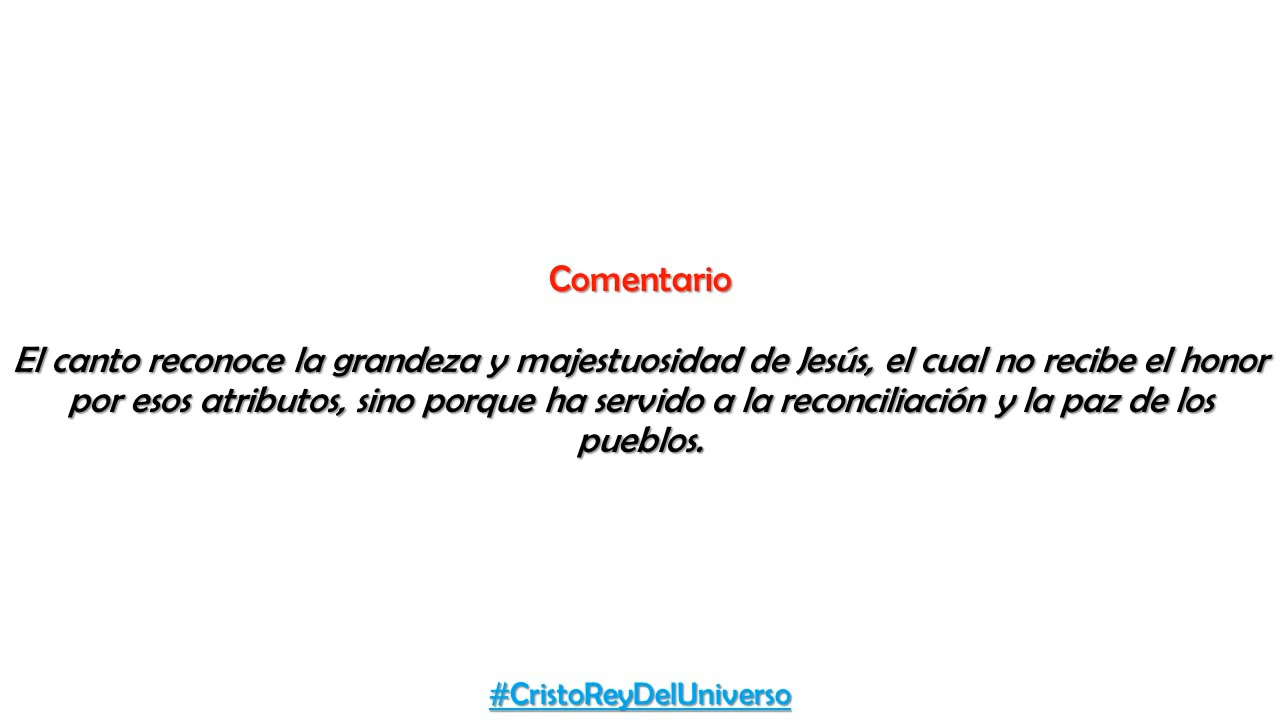 Comentario
El canto reconoce la grandeza y majestuosidad de Jesús, el cual no recibe el honor
por esos atributos, sino porque ha servido a la reconciliación y la paz de los
pueblos.
#CristoReyDelUniverso